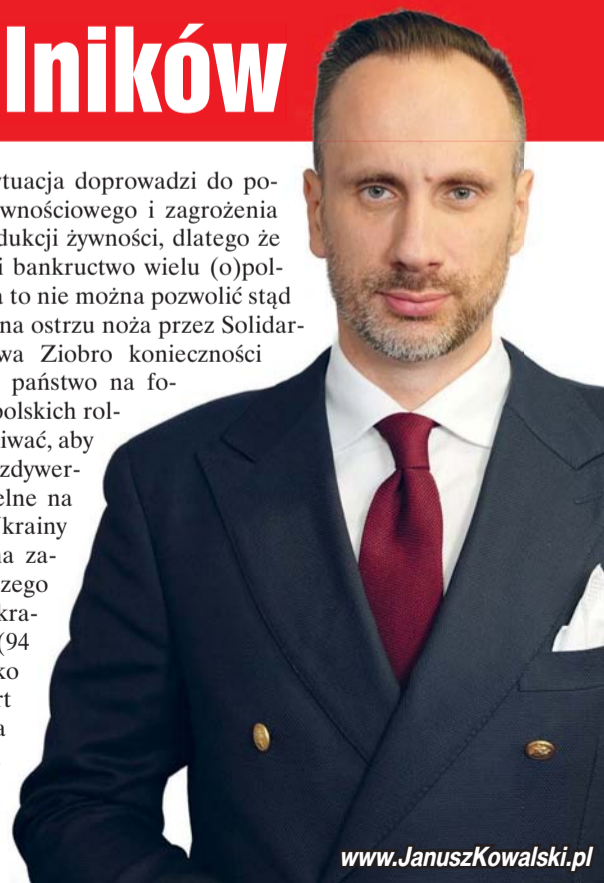 lników
tuacja doprowadzi do po-
wnościowego i zagrożenia
dukcji żywności, dlatego że
i bankructwo wielu (o)pol-
a to nie można pozwolić stąd
na ostrzu noża przez Solidar-
wa Ziobro konieczności
państwo na fo-
polskich rol-
iwać, aby
zdywer-
elne na
krainy
na za-
zego
kra-
(94
ko
rt
a
www.JanuszKowalski.pl